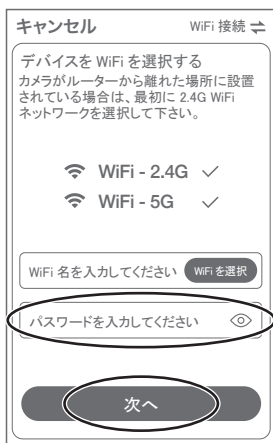 キャンセル WiFi 接続
デバイスを WiFi を選択する
カメラがルーターから離れた場所に設置
されている場合は、最初に 2.4G WiFi
ネットワークを選択して下さい。
WiFi - 2.4G
WiFi - 5G
WiFi 名を入力してください WiFi を選択
パスワードを入力してください
次へ